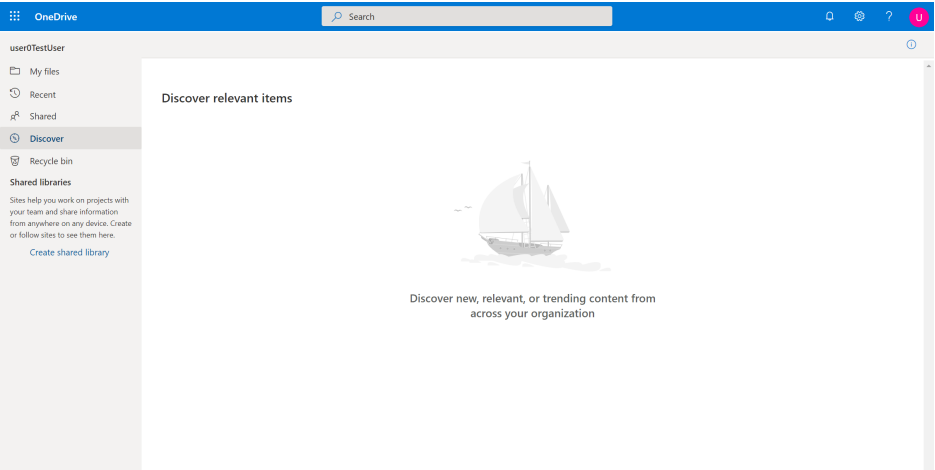 OneDrive
Search
?
U
user0TestUser
My files
Recent
Shared
Discover
Recycle bin
Shared libraries
Sites help you work on projects with
your team and share information
from anywhere on any device. Create
or follow sites to see them here.
Create shared library
Discover relevant items
Discover new, relevant, or trending content from
across your organization